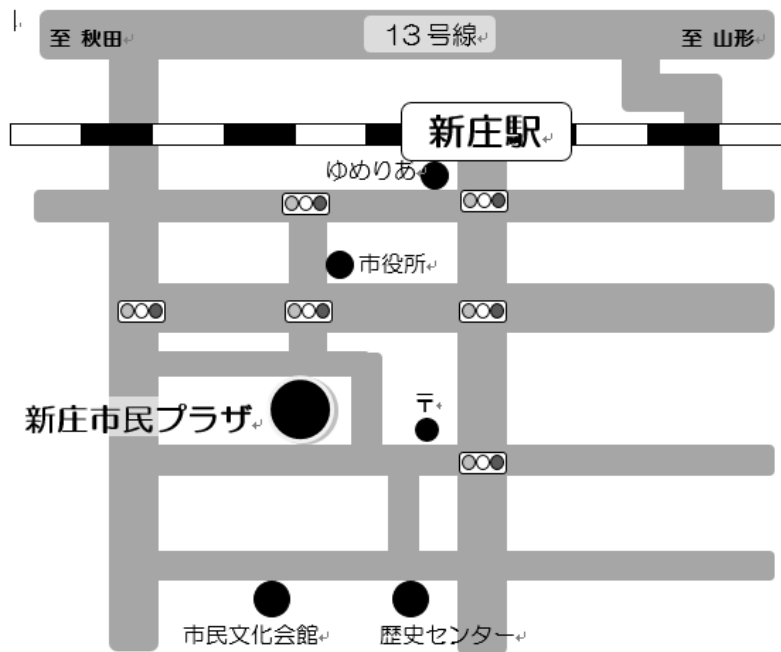 至 秋田
13号線
至 山形
新庄駅
ゆめりあ
市役所
新庄市民プラザ
〒
市民文化会館
歴史センター